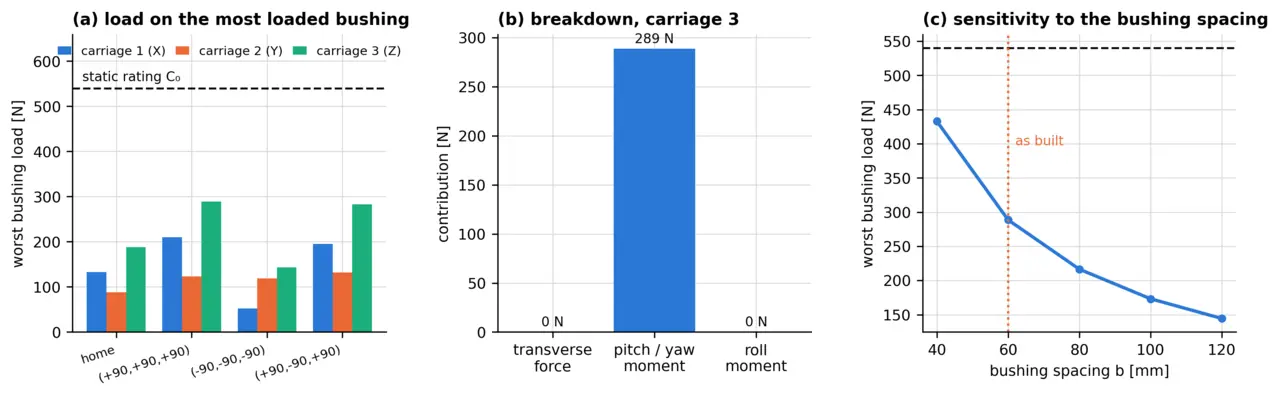 (a) load on the most loaded bushing
carriage 1 (X) carriage 2 (Y) carriage 3 (Z)
static rating C₀
worst bushing load [N]
600
500
400
300
200
100
0
home
(+90,+90,+90)
(-90,-90,-90)
(+90,-90,+90)
(b) breakdown, carriage 3
289 N
0 N
0 N
contribution [N]
300
250
200
150
100
50
0
transverse
force
pitch / yaw
moment
roll
moment
(c) sensitivity to the bushing spacing
as built
worst bushing load [N]
550
500
450
400
350
300
250
200
150
40 60 80 100 120
bushing spacing b [mm]